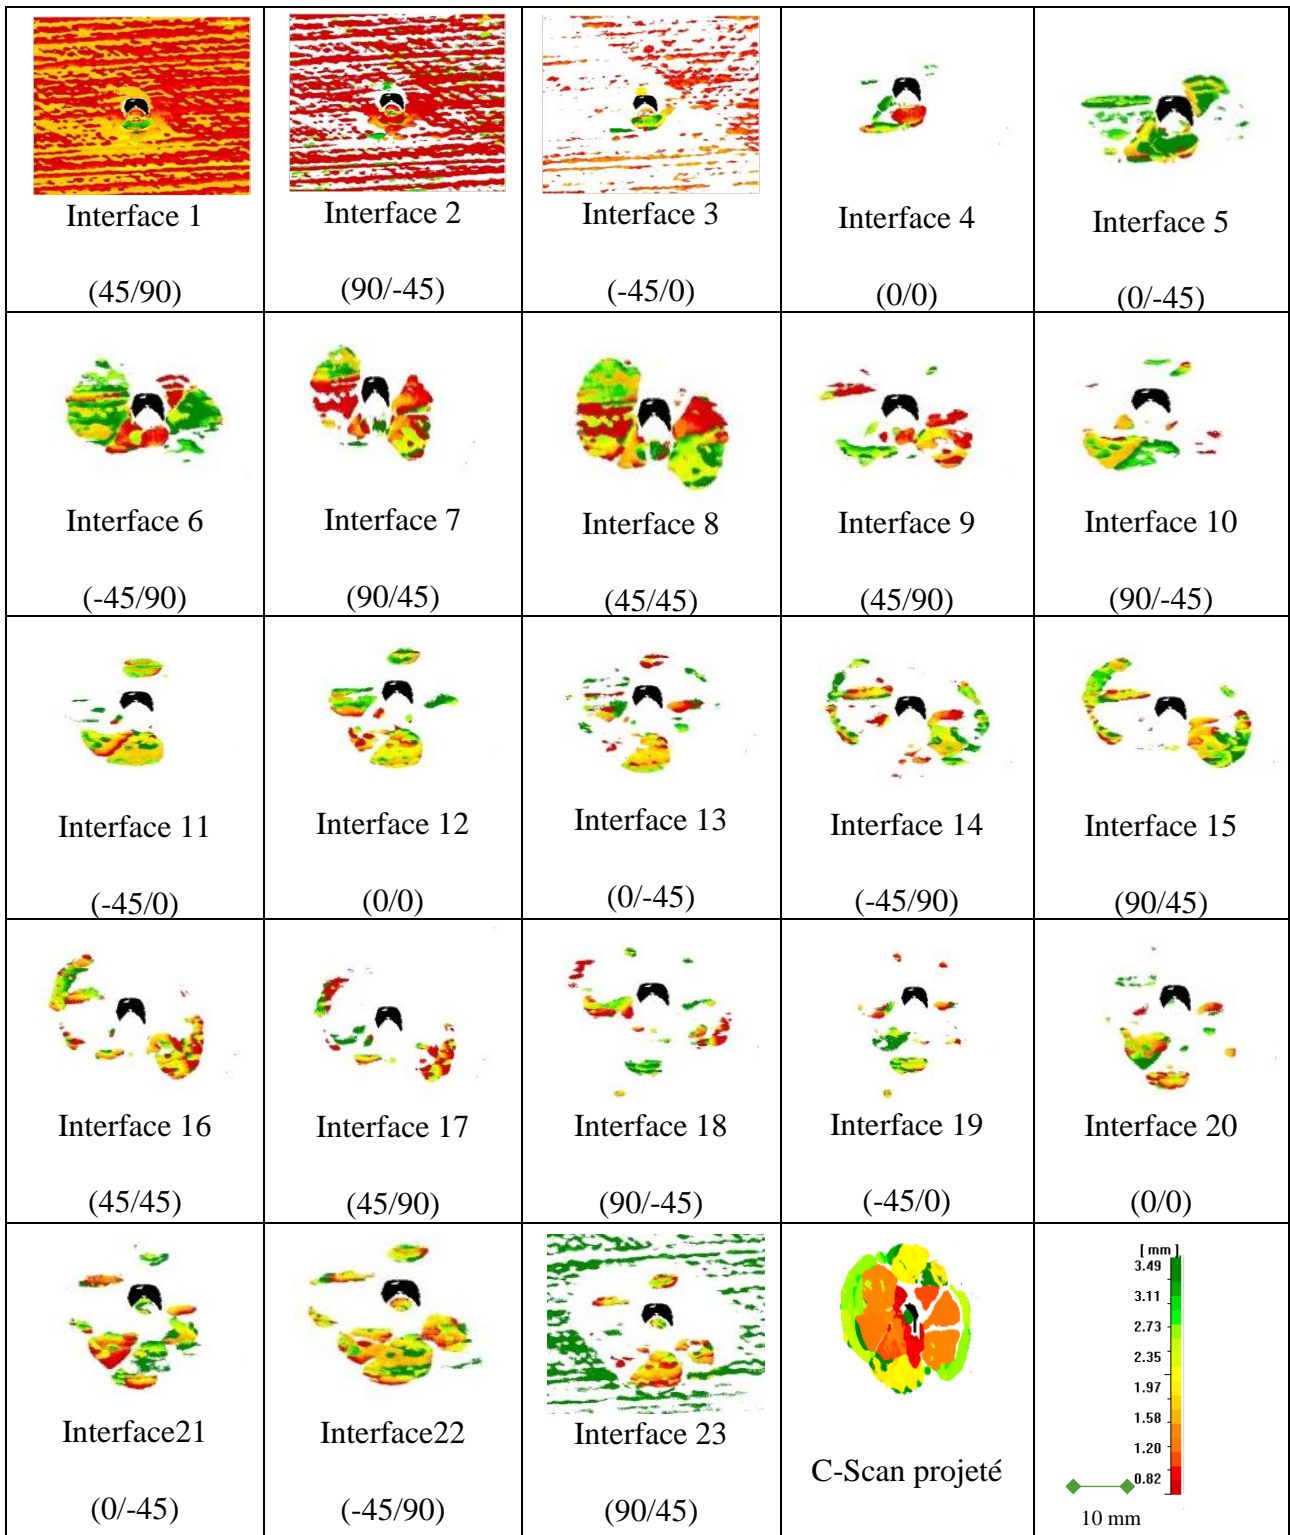 Interface 1
(45/90)
Interface 2
(90/-45)
Interface 3
(-45/0)
Interface 4
(0/0)
Interface 5
(0/-45)
Interface 6
(-45/90)
Interface 7
(90/45)
Interface 8
(45/45)
Interface 9
(45/90)
Interface 10
(90/-45)
Interface 11
(-45/0)
Interface 12
(0/0)
Interface 13
(0/-45)
Interface 14
(-45/90)
Interface 15
(90/45)
Interface 16
(45/45)
Interface 17
(45/90)
Interface 18
(90/-45)
Interface 19
(-45/0)
Interface 20
(0/0)
Interface21
(0/-45)
Interface22
(-45/90)
Interface 23
(90/45)
C-Scan projeté
[ mm ]
3.49
3.11
2.73
2.35
1.97
1.58
1.20
0.82
10 mm